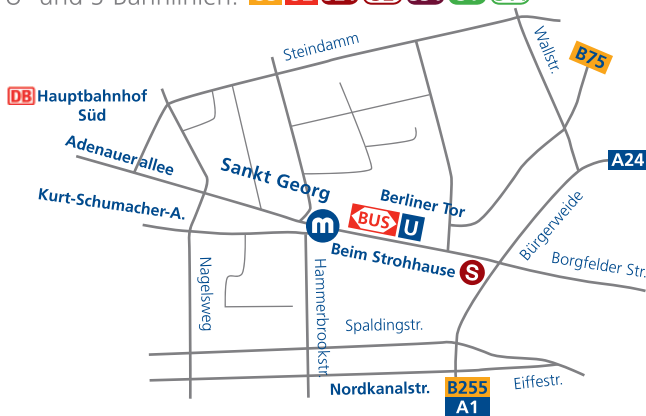 U- und S-Bahnlinien:
Steindamm
Wallstr.
B75
DB Hauptbahnhof
Süd
A24
Adenauerallee
Sankt Georg
Kurt-Schumacher-A.
Berliner Tor
m
BUS U
Bürgerweide
Beim Strohhause S
Borgfelder Str.
Nagelsweg
Hammerbrookstr.
Spaldingstr.
Nordkanalstr.
B255
A1
Eiffestr.